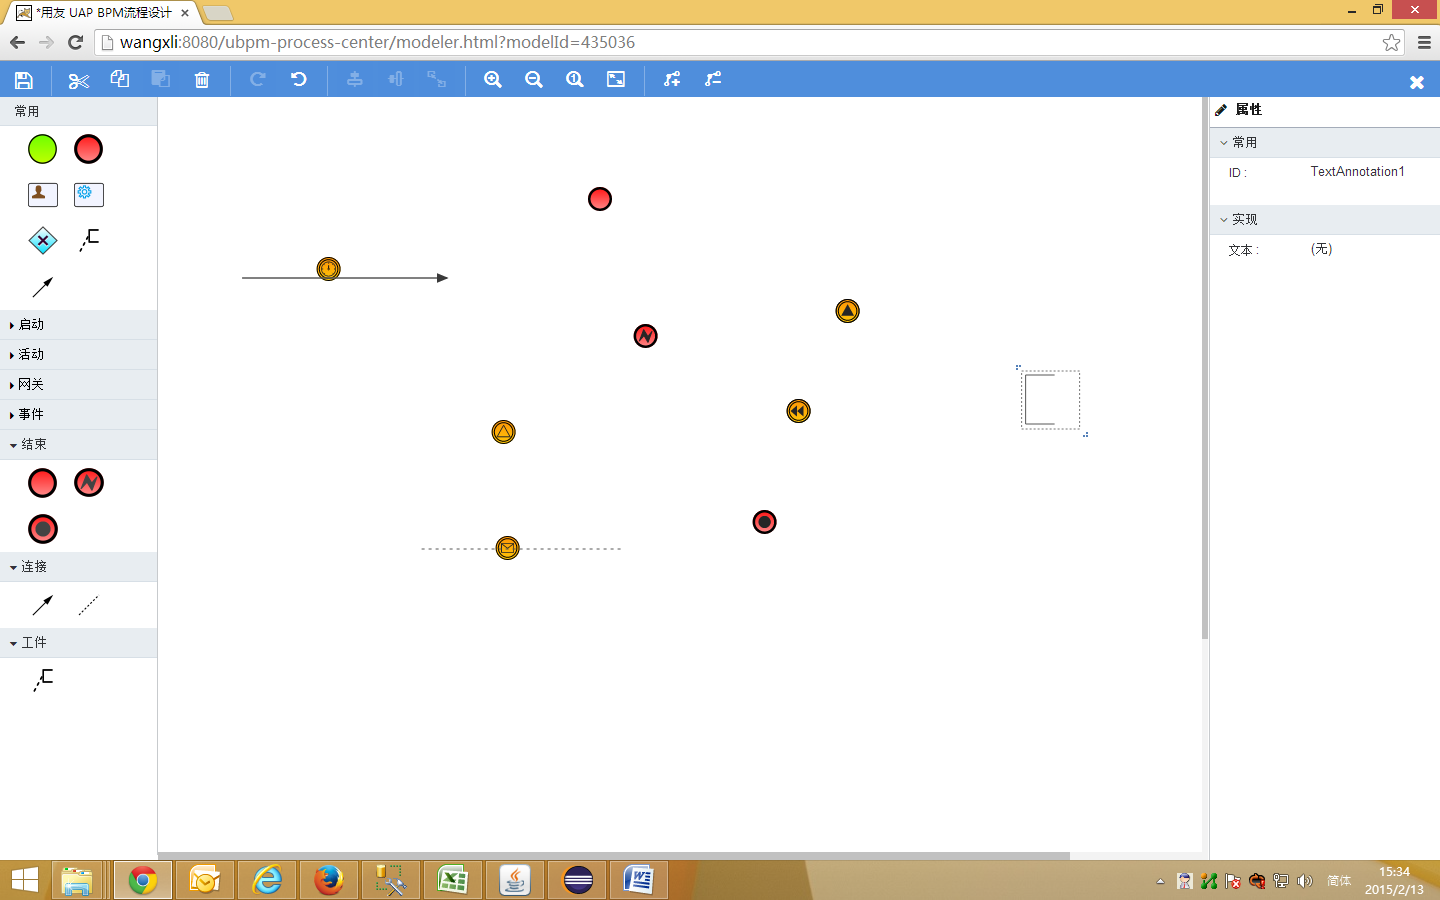 *用友 UAP BPM流程设计
wangxli:8080/ubpm-process-center/modeler.html?modelId=435036
常用
启动
活动
网关
事件
结束
连接
工件
属性
常用
ID :
TextAnnotation1
实现
文本 :
(无)
简体
15:34
2015/2/13